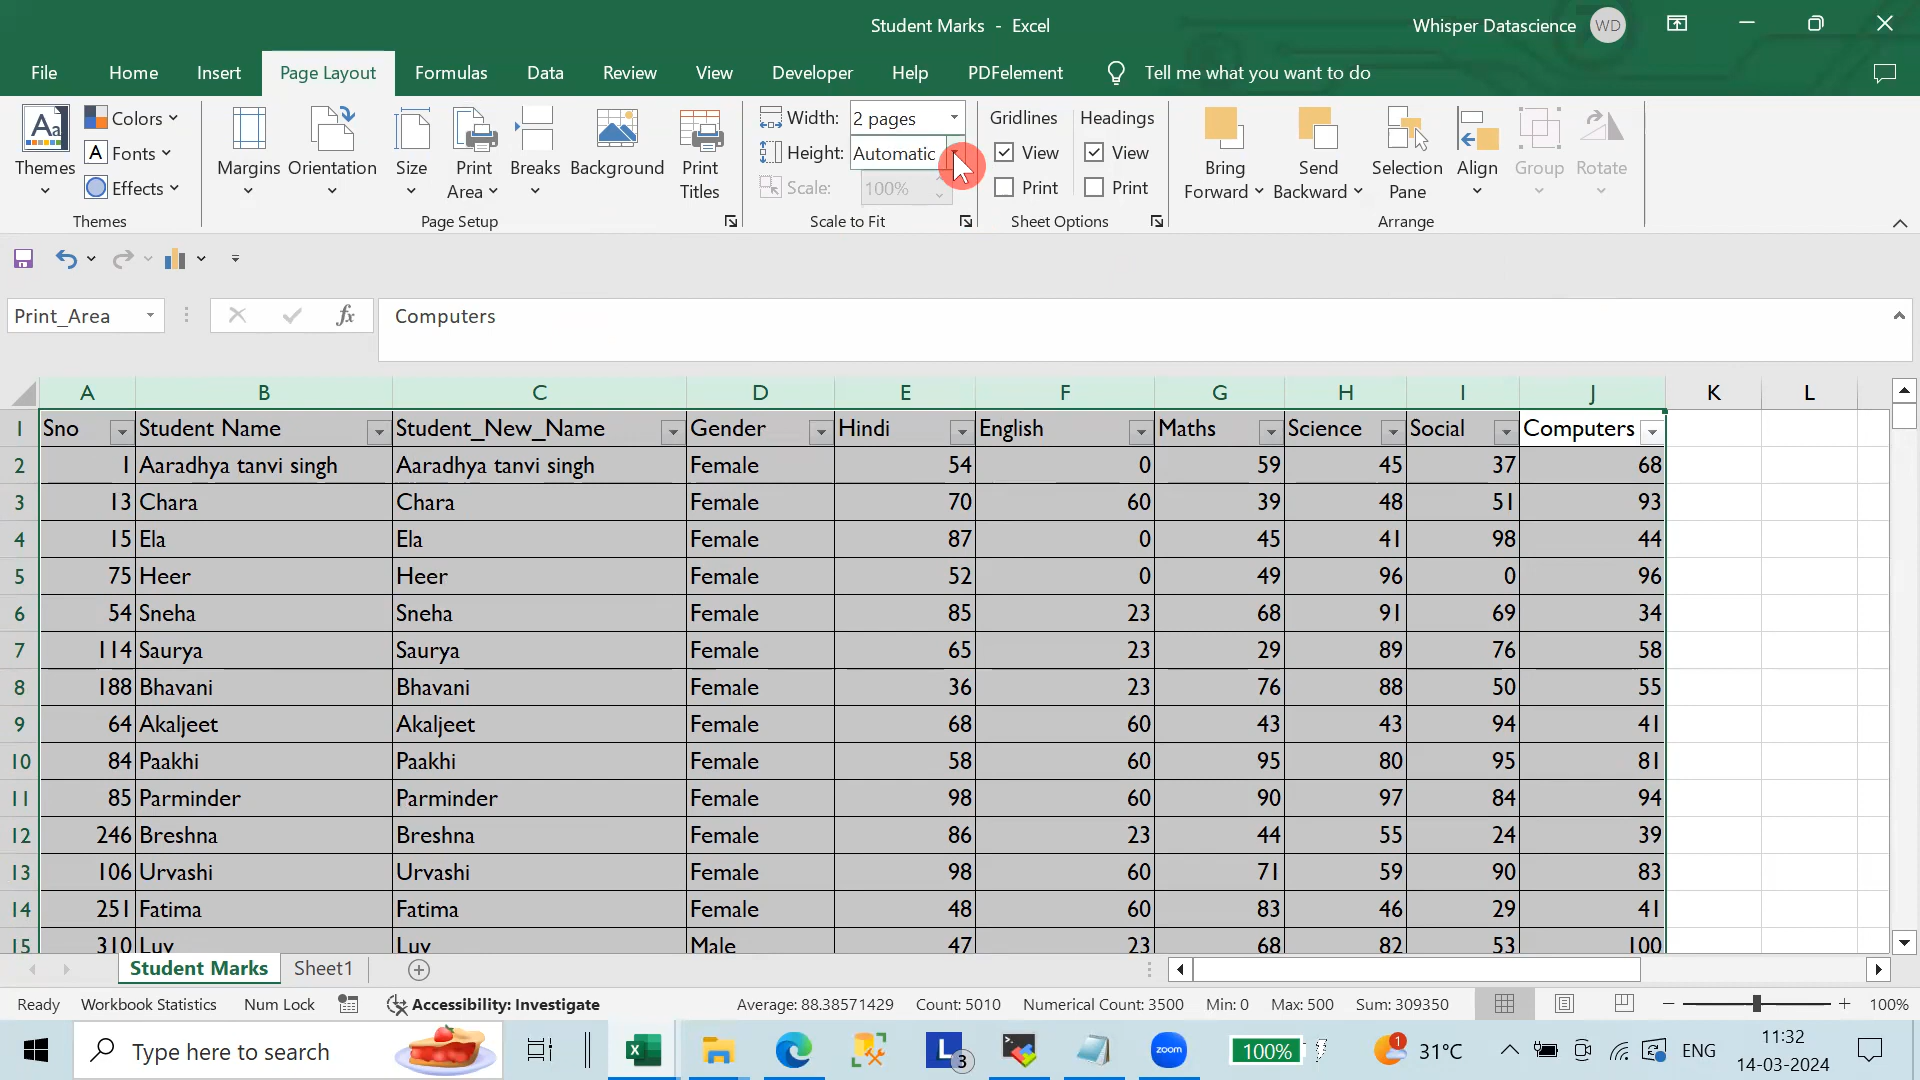 Student Marks - Excel
Whisper Datascience WD
File Home Insert Page Layout Formulas Data Review View Developer Help PDFelement Tell me what you want to do
Aa
Themes
Colors
A Fonts
Effects
Themes
Margins
Orientation
Size
Print Area
Breaks
Background
Print Titles
Page Setup
Width: 2 pages
Height: Automatic
Scale: 100%
Scale to Fit
Gridlines Headings
View View
Print Print
Sheet Options
Bring Forward
Send Backward
Selection Pane
Align
Group
Rotate
Arrange
Print_Area fx Computers
A B C D E F G H I J K L
1 Sno Student Name Student_New_Name Gender Hindi English Maths Science Social Computers
2 1 Aaradhya tanvi singh Aaradhya tanvi singh Female 54 0 59 45 37 68
3 13 Chara Chara Female 70 60 39 48 51 93
4 15 Ela Ela Female 87 0 45 41 98 44
5 75 Heer Heer Female 52 0 49 96 0 96
6 54 Sneha Sneha Female 85 23 68 91 69 34
7 114 Saurya Saurya Female 65 23 29 89 76 58
8 188 Bhavani Bhavani Female 36 23 76 88 50 55
9 64 Akaljeet Akaljeet Female 68 60 43 43 94 41
10 84 Paakhi Paakhi Female 58 60 95 80 95 81
11 85 Parminder Parminder Female 98 60 90 97 84 94
12 246 Breshna Breshna Female 86 23 44 55 24 39
13 106 Urvashi Urvashi Female 98 60 71 59 90 83
14 251 Fatima Fatima Female 48 60 83 46 29 41
15 310 Luv Luv Male 47 23 68 82 53 100
Student Marks Sheet1
Ready Workbook Statistics Num Lock Accessibility: Investigate Average: 88.38571429 Count: 5010 Numerical Count: 3500 Min: 0 Max: 500 Sum: 309350 100%
Type here to search
L 3
zoom
100%
1
31°C
ENG
11:32
14-03-2024